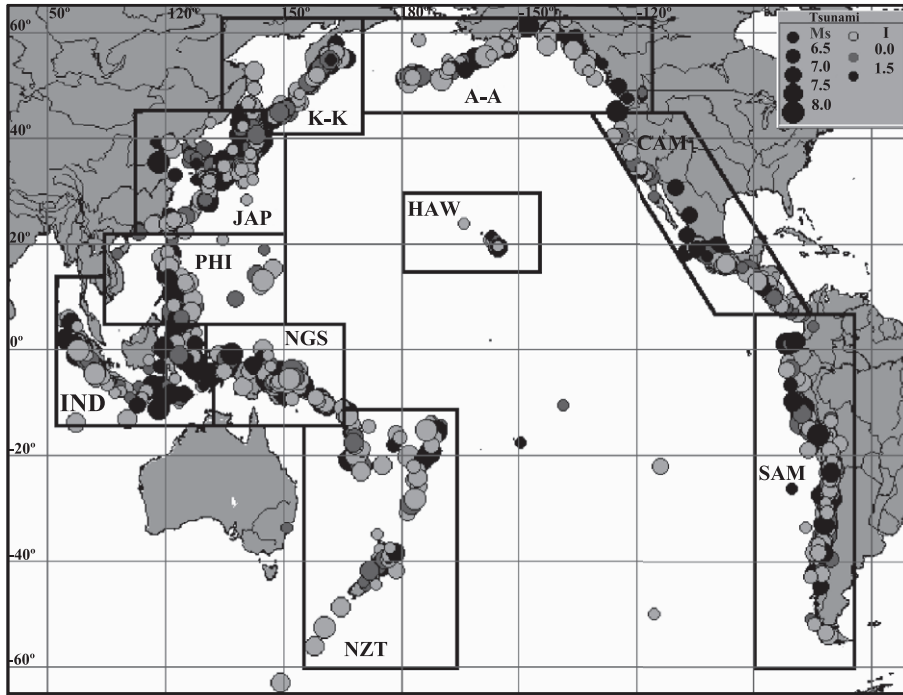 50º 120º 150º 80º -150º -120º
60º
40º
20º
0º
-20º
-40º
-60º
Tsunami
Ms I
6.5 0.0
7.0 1.5
7.5
8.0
K-K
A-A
CAM
JAP
HAW
PHI
NGS
IND
SAM
NZT